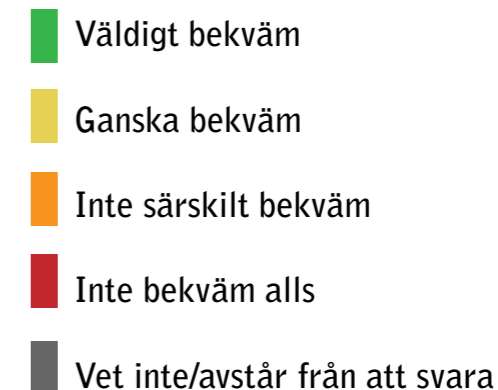 Väldigt bekväm
Ganska bekväm
Inte särskilt bekväm
Inte bekväm alls
Vet inte/avstår från att svara